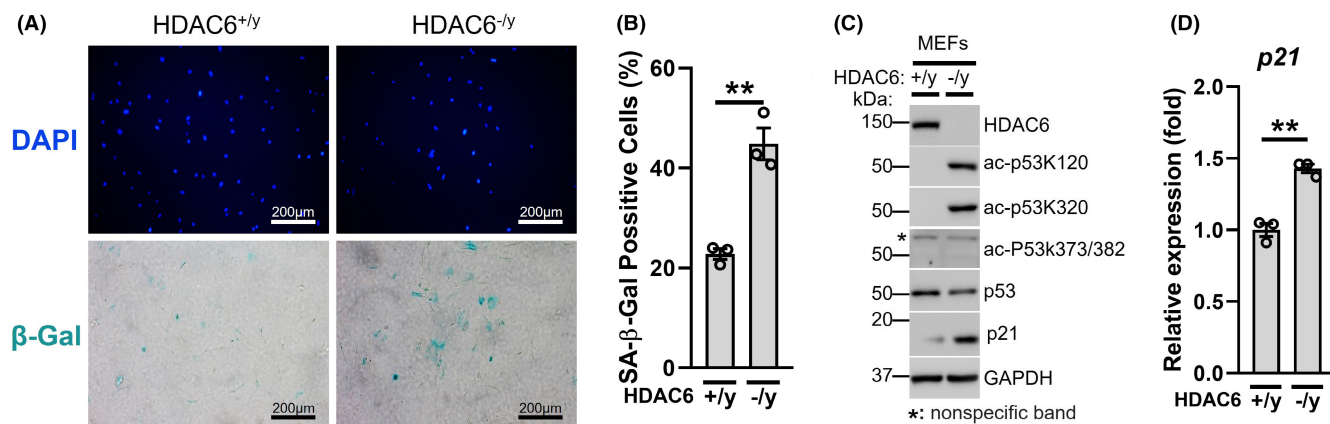 (A)
HDAC6+/y
HDAC6-/y
DAPI
200μm
200μm
β-Gal
200μm
200μm
(B)
SA-β-Gal Positive Cells (%)
60
40
20
0
**
HDAC6 +/y -/y
(C)
MEFs
HDAC6: +/y -/y
kDa:
150 HDAC6
50 ac-p53K120
50 ac-p53K320
* 50 ac-P53k373/382
50 p53
20 p21
37 GAPDH
*: nonspecific band
(D)
p21
Relative expression (fold)
2.0
1.5
1.0
0.5
0.0
**
HDAC6 +/y -/y